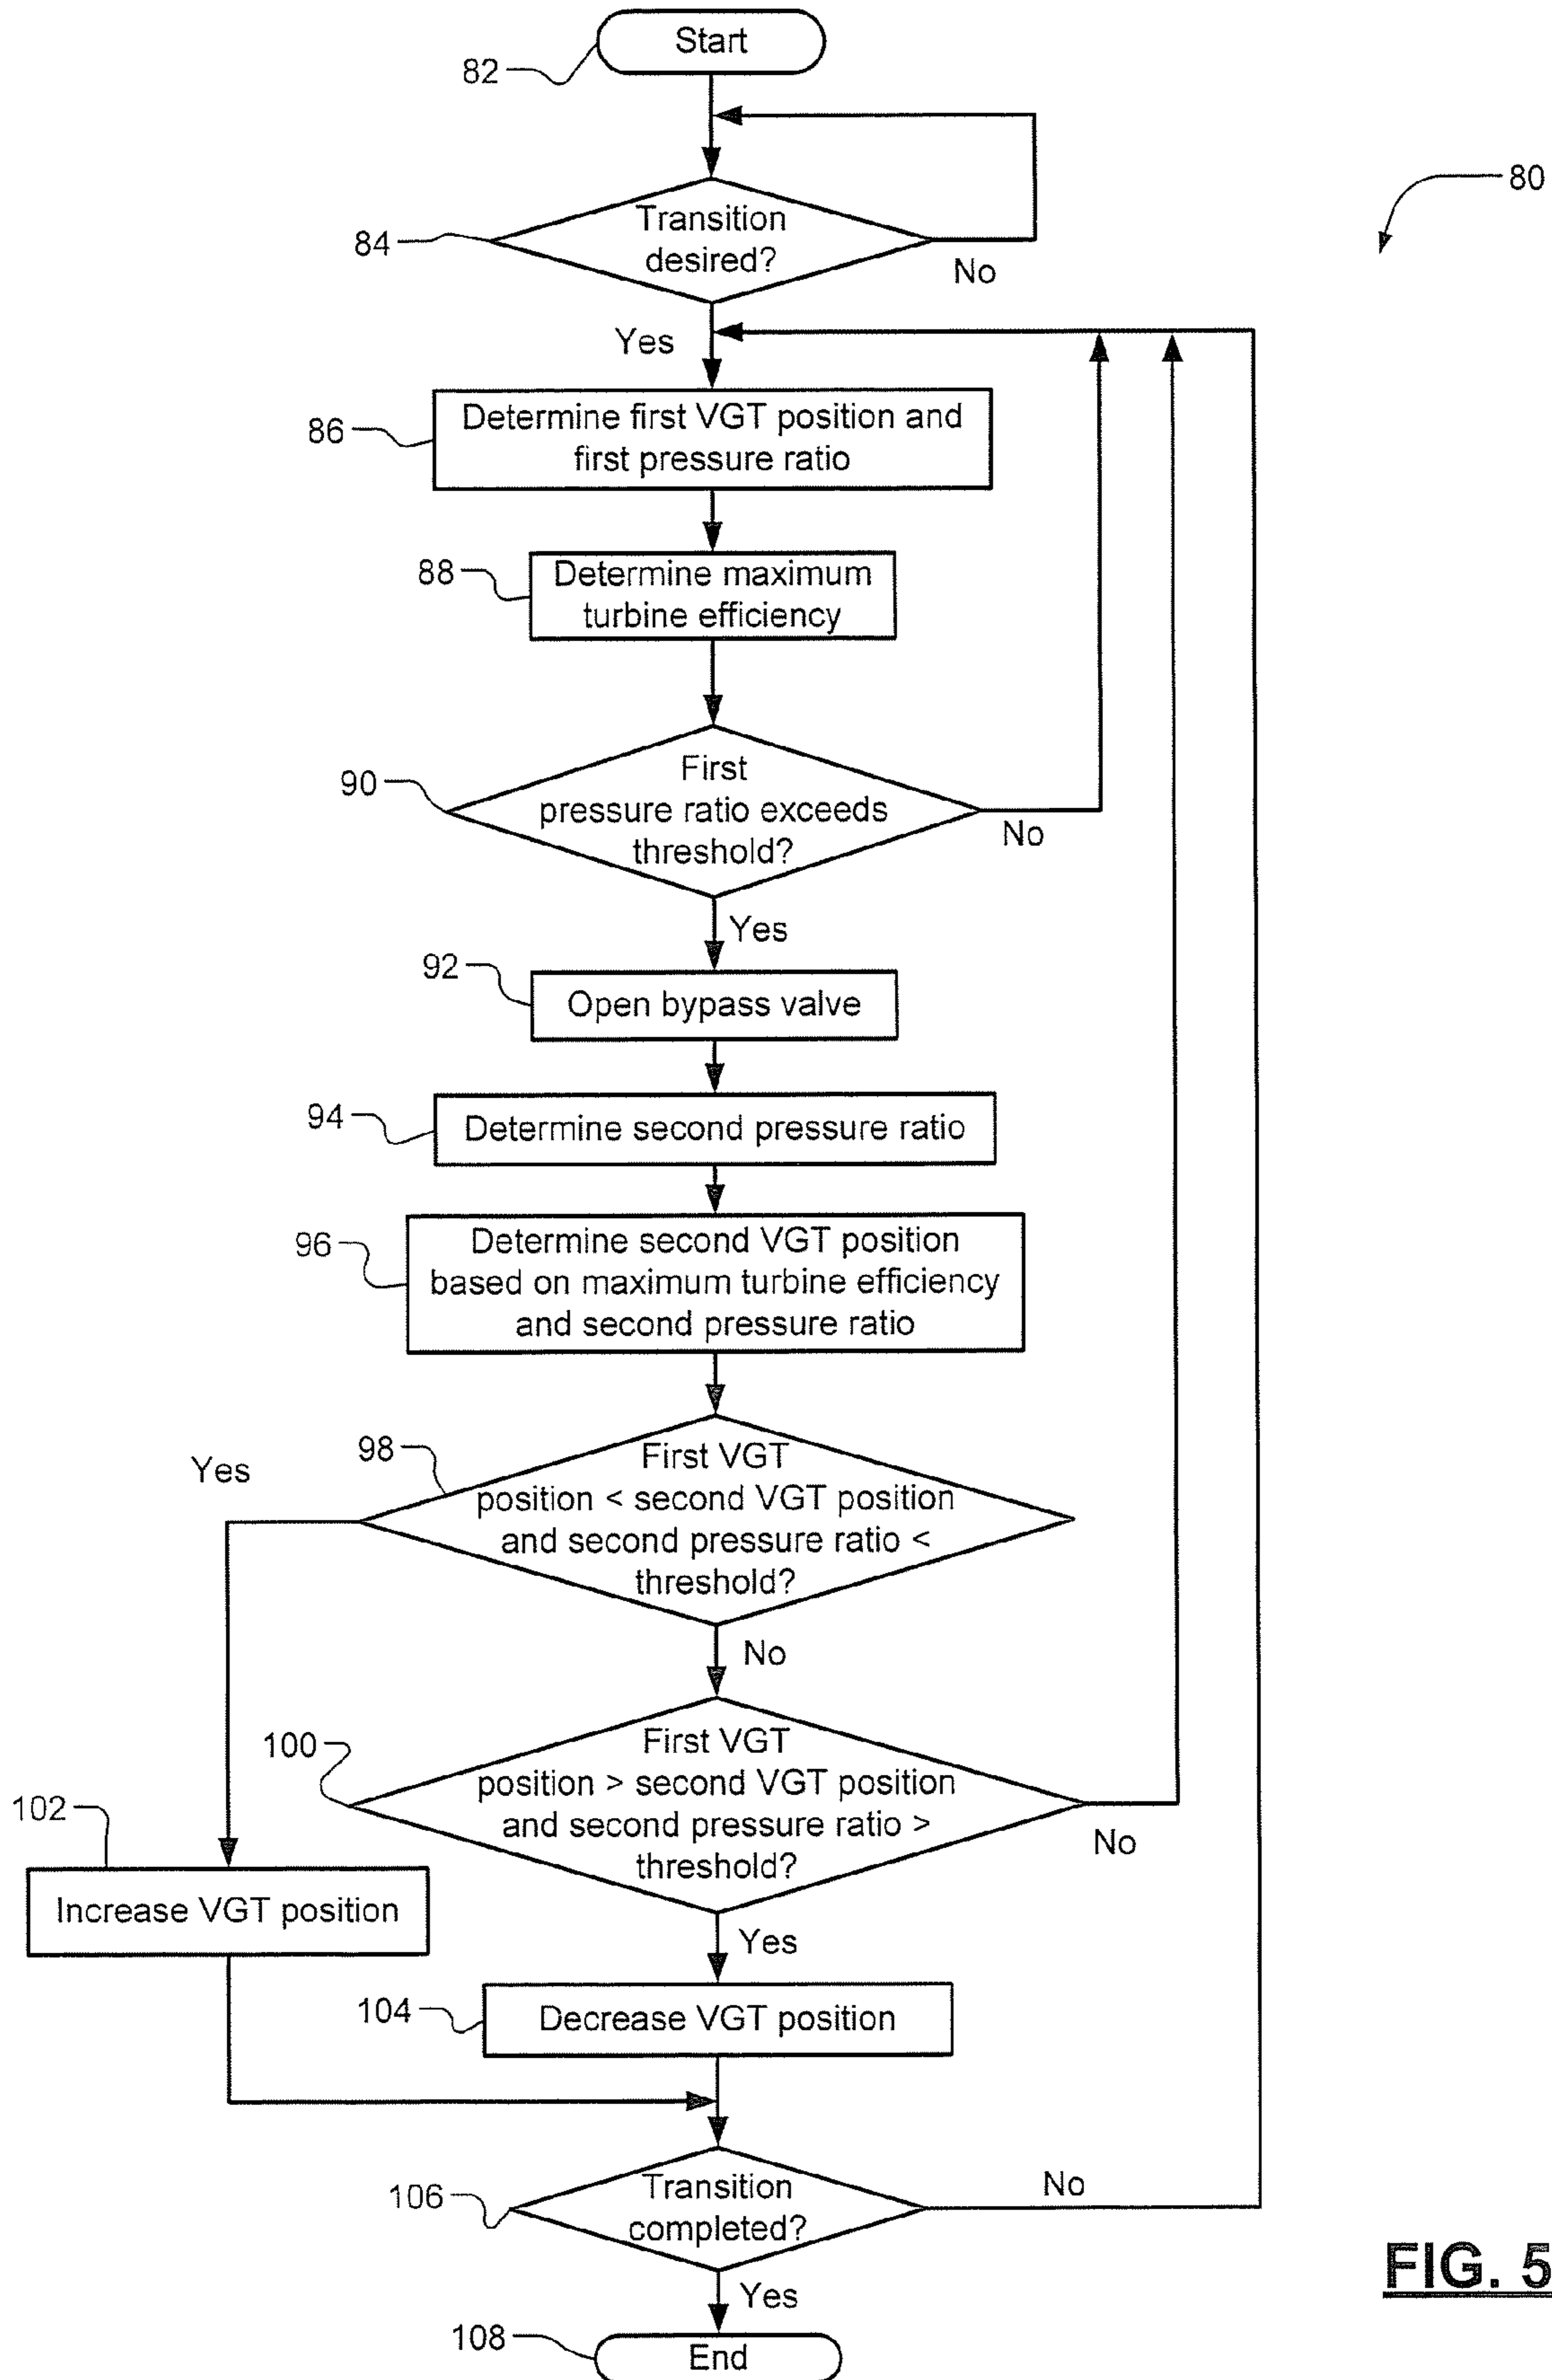 Start
82
80
84
Transition
desired?
No
Yes
86
Determine first VGT position and
first pressure ratio
88
Determine maximum
turbine efficiency
90
First
pressure ratio exceeds
threshold?
No
Yes
92
Open bypass valve
94
Determine second pressure ratio
96
Determine second VGT position
based on maximum turbine efficiency
and second pressure ratio
98
Yes
First VGT
position < second VGT position
and second pressure ratio <
threshold?
No
100
First VGT
position > second VGT position
and second pressure ratio >
threshold?
No
102
Increase VGT position
Yes
104
Decrease VGT position
106
Transition
completed?
No
Yes
108
End
FIG. 5